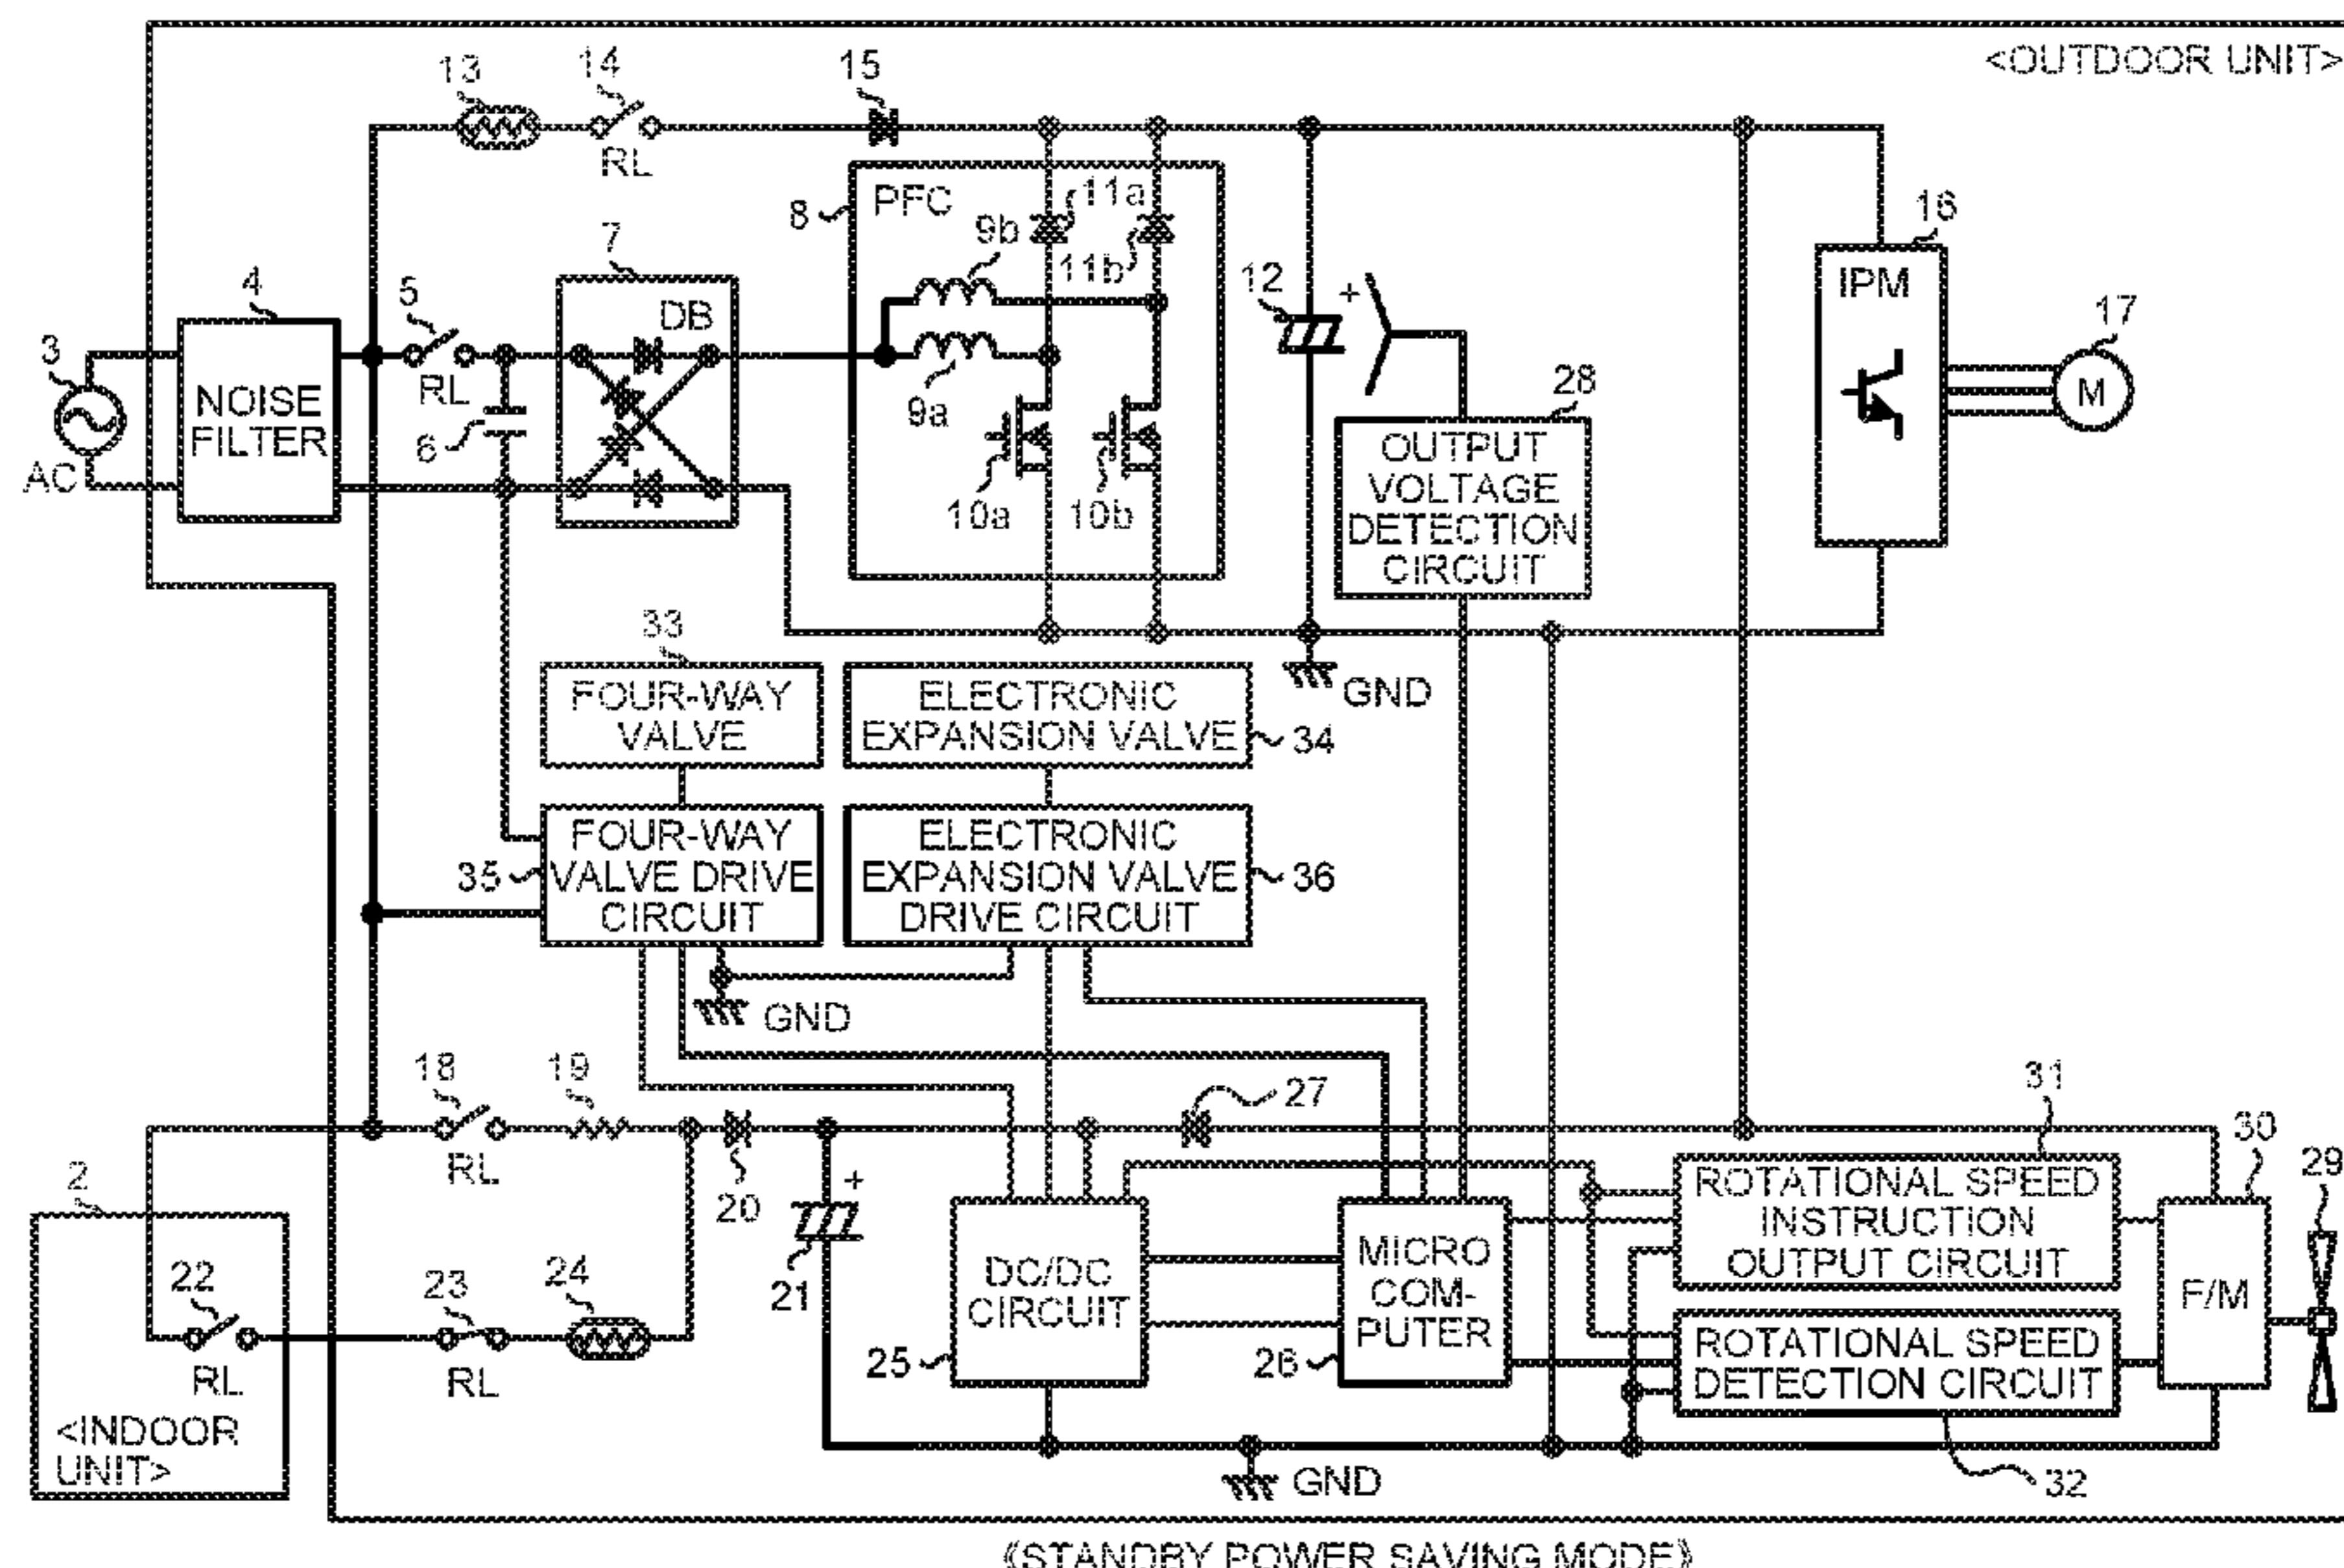 <OUTDOOR UNIT>
13
14
15
RL
8
PFC
11a
9b
11b
16
IPM
12
+
17
M
4
5
7
DB
3
RL
NOISE
FILTER
6
AC
9a
10a
10b
28
OUTPUT
VOLTAGE
DETECTION
CIRCUIT
33
FOUR-WAY
VALVE
ELECTRONIC
EXPANSION VALVE
34
GND
35
FOUR-WAY
VALVE DRIVE
CIRCUIT
ELECTRONIC
EXPANSION VALVE
DRIVE CIRCUIT
36
GND
18
19
27
31
RL
20
+
21
30
29
2
22
23
24
RL
RL
<INDOOR
UNIT>
DC/DC
CIRCUIT
25
MICRO
COM-
PUTER
26
ROTATIONAL SPEED
INSTRUCTION
OUTPUT CIRCUIT
ROTATIONAL SPEED
DETECTION CIRCUIT
F/M
32
GND
《STANDBY POWER SAVING MODE》